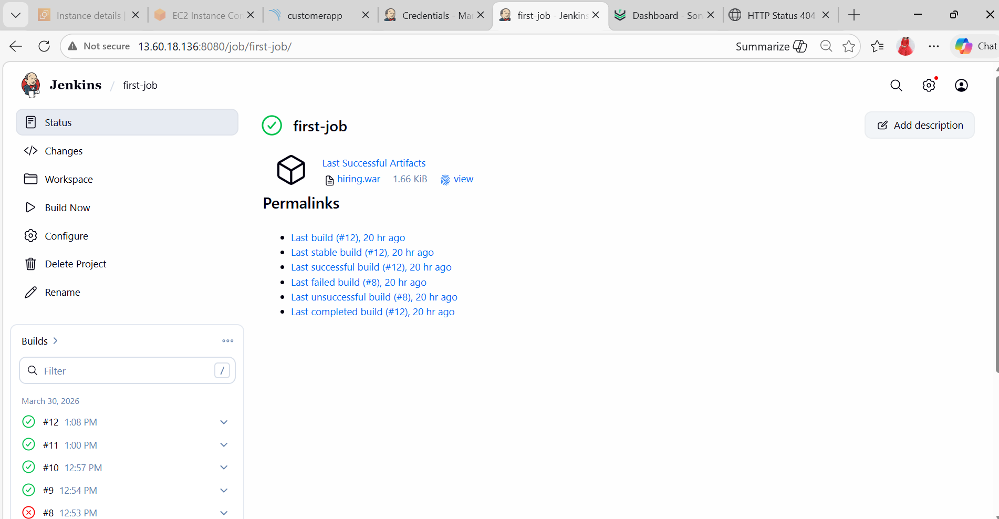 Instance details |
EC2 Instance Con
customerapp
Credentials - Man
first-job - Jenkins
Dashboard - Son
HTTP Status 404
Not secure 13.60.18.136:8080/job/first-job/
Summarize
Chat
Jenkins / first-job
Status
Changes
Workspace
Build Now
Configure
Delete Project
Rename
first-job
Add description
Last Successful Artifacts
hiring.war 1.66 KiB view
Permalinks
Last build (#12), 20 hr ago
Last stable build (#12), 20 hr ago
Last successful build (#12), 20 hr ago
Last failed build (#8), 20 hr ago
Last unsuccessful build (#8), 20 hr ago
Last completed build (#12), 20 hr ago
Builds
Filter /
March 30, 2026
#12 1:08 PM
#11 1:00 PM
#10 12:57 PM
#9 12:54 PM
#8 12:53 PM